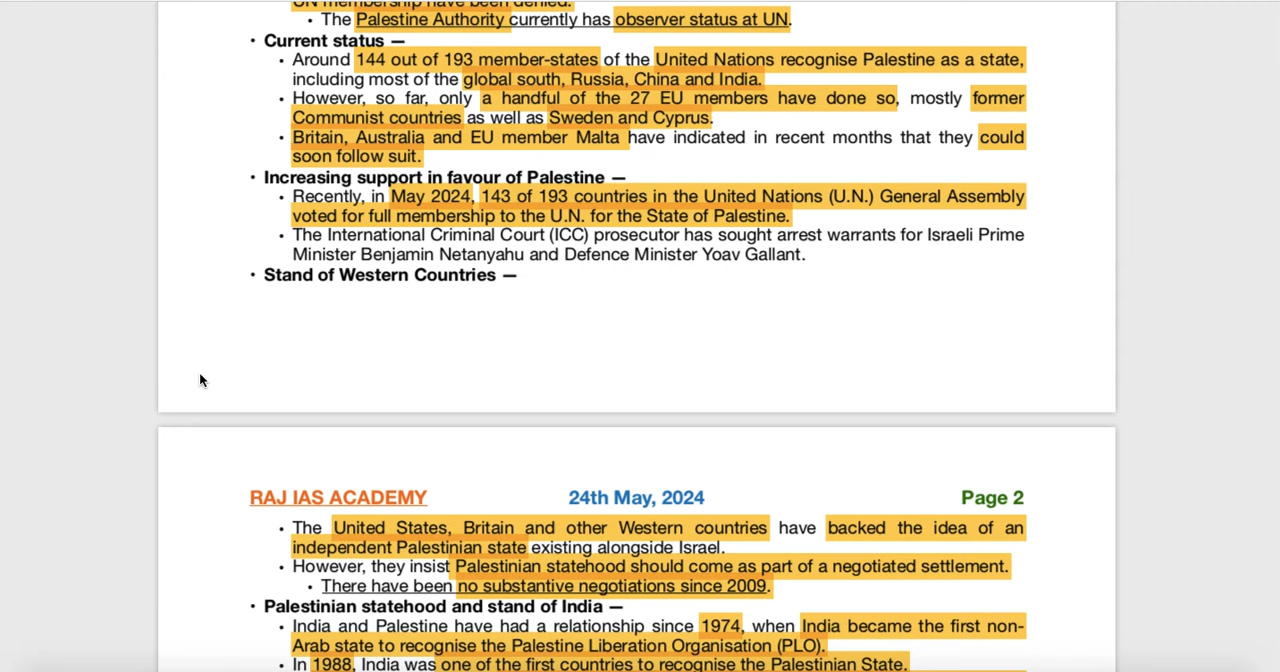 UN membership have been denied.
• The Palestine Authority currently has observer status at UN.
• Current status —
• Around 144 out of 193 member-states of the United Nations recognise Palestine as a state,
including most of the global south, Russia, China and India.
• However, so far, only a handful of the 27 EU members have done so, mostly former
Communist countries as well as Sweden and Cyprus.
• Britain, Australia and EU member Malta have indicated in recent months that they could
soon follow suit.
• Increasing support in favour of Palestine —
• Recently, in May 2024, 143 of 193 countries in the United Nations (U.N.) General Assembly
voted for full membership to the U.N. for the State of Palestine.
• The International Criminal Court (ICC) prosecutor has sought arrest warrants for Israeli Prime
Minister Benjamin Netanyahu and Defence Minister Yoav Gallant.
• Stand of Western Countries —
RAJ IAS ACADEMY 24th May, 2024 Page 2
• The United States, Britain and other Western countries have backed the idea of an
independent Palestinian state existing alongside Israel.
• However, they insist Palestinian statehood should come as part of a negotiated settlement.
• There have been no substantive negotiations since 2009.
• Palestinian statehood and stand of India —
• India and Palestine have had a relationship since 1974, when India became the first non-
Arab state to recognise the Palestine Liberation Organisation (PLO).
• In 1988, India was one of the first countries to recognise the Palestinian State.